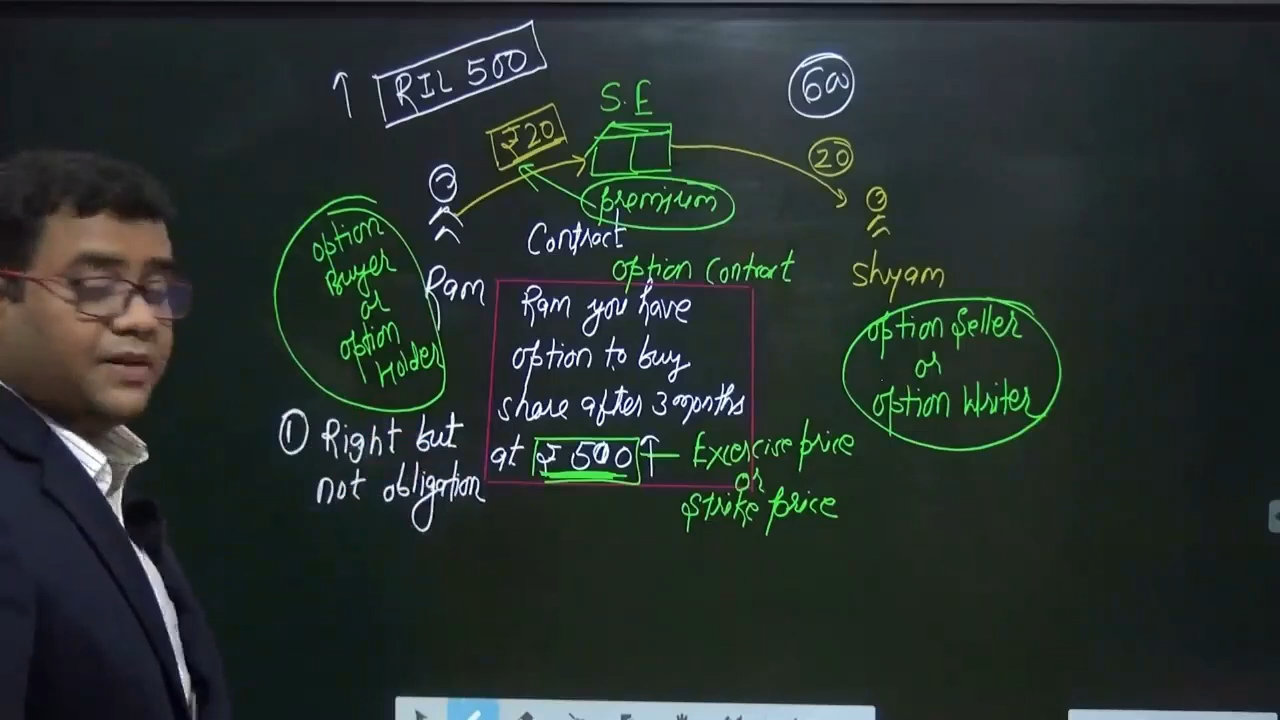 RIL 500
600
S.E
₹20
20
premium
Contract
option Contract
option
Buyer
or
option
Holder
Ram
Shyam
Ram you have
option to buy
share after 3 months
at ₹ 500
Exercise price
or
Strike price
option Seller
or
option Writer
① Right but
not obligation